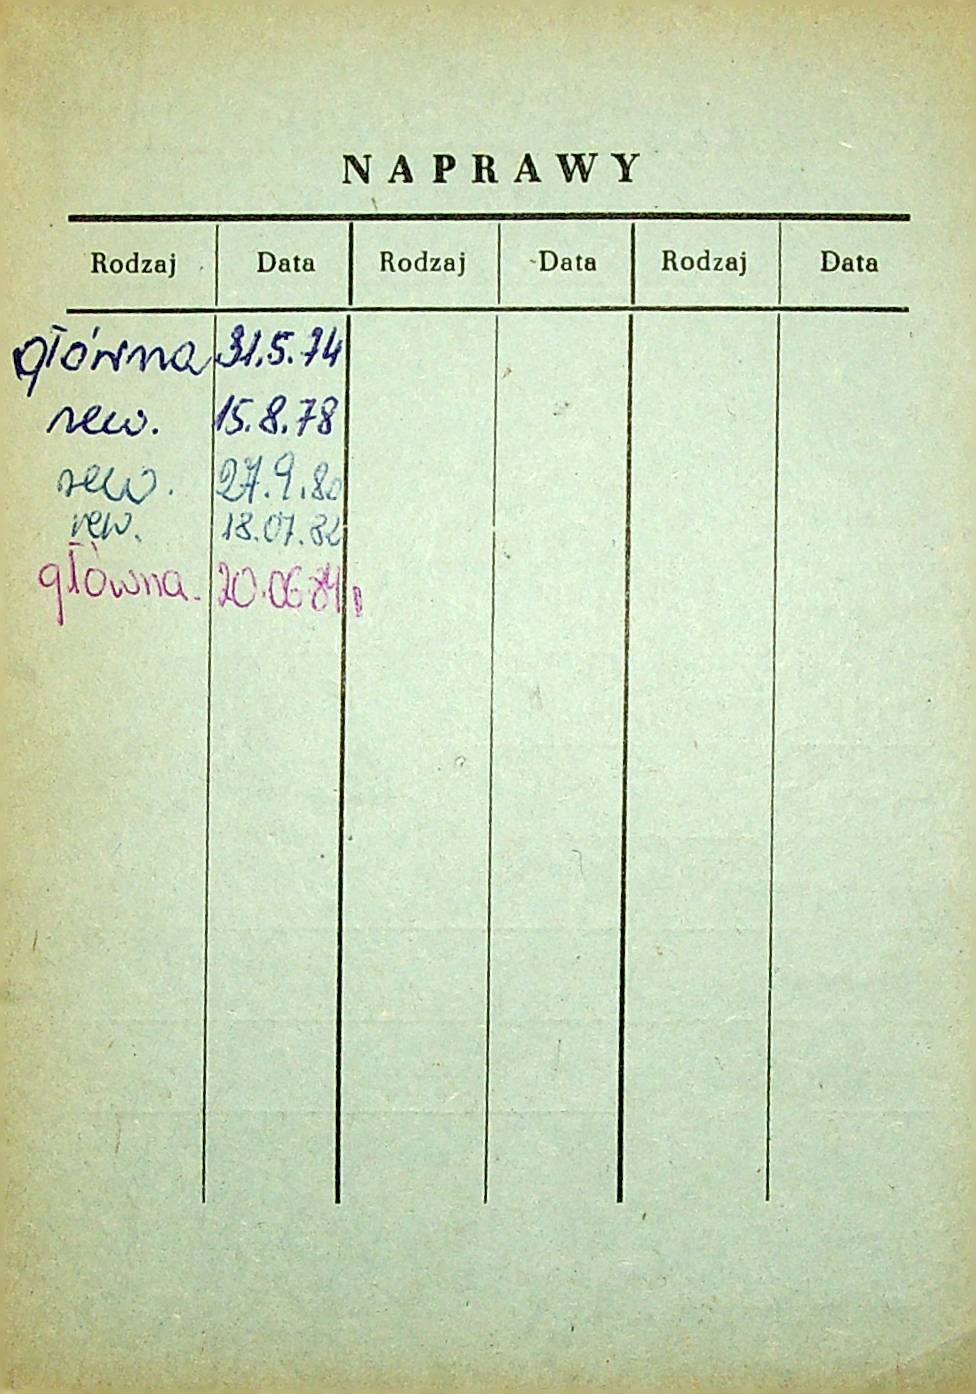 NAPRAWY
Rodzaj Data Rodzaj Data Rodzaj Data
główna 31.5.74
rew. 15.8.78
rew. 27.9.80
rew. 18.07.82
główna. 20.06.84